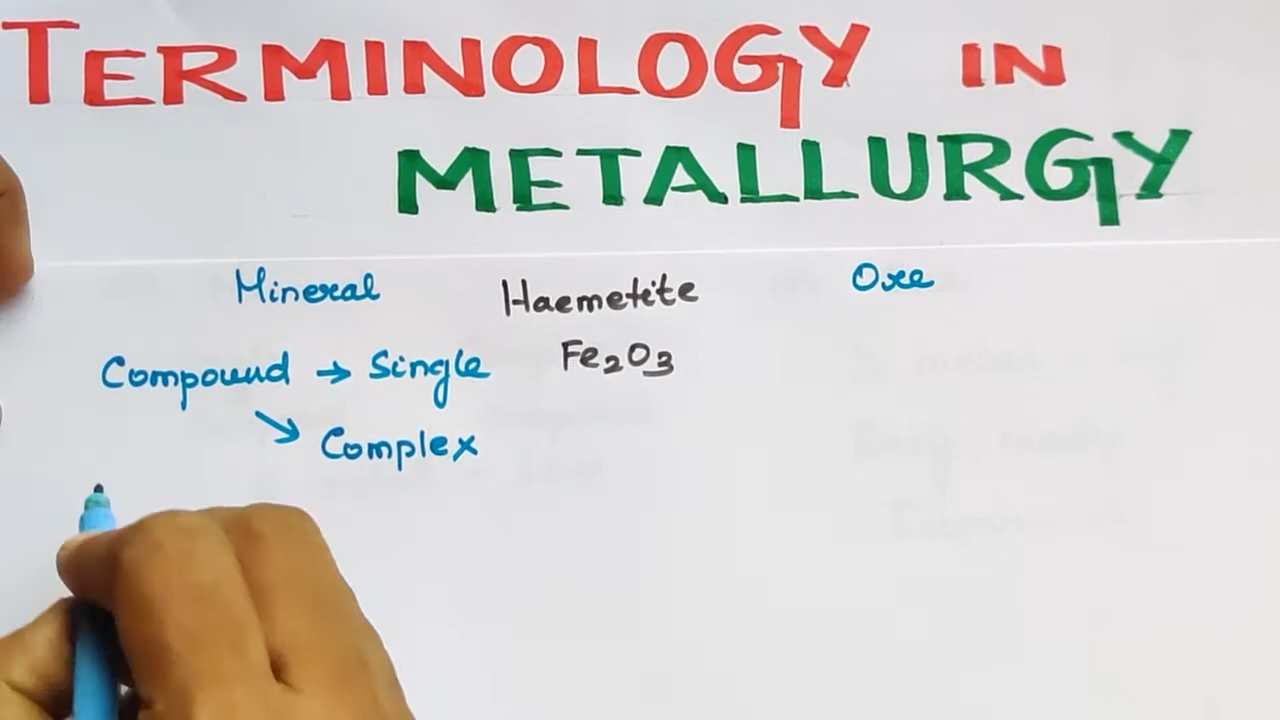 TERMINOLOGY IN
METALLURGY
Mineral Haemetite Ore
Fe₂O₃
Compound → Single
↘ Complex